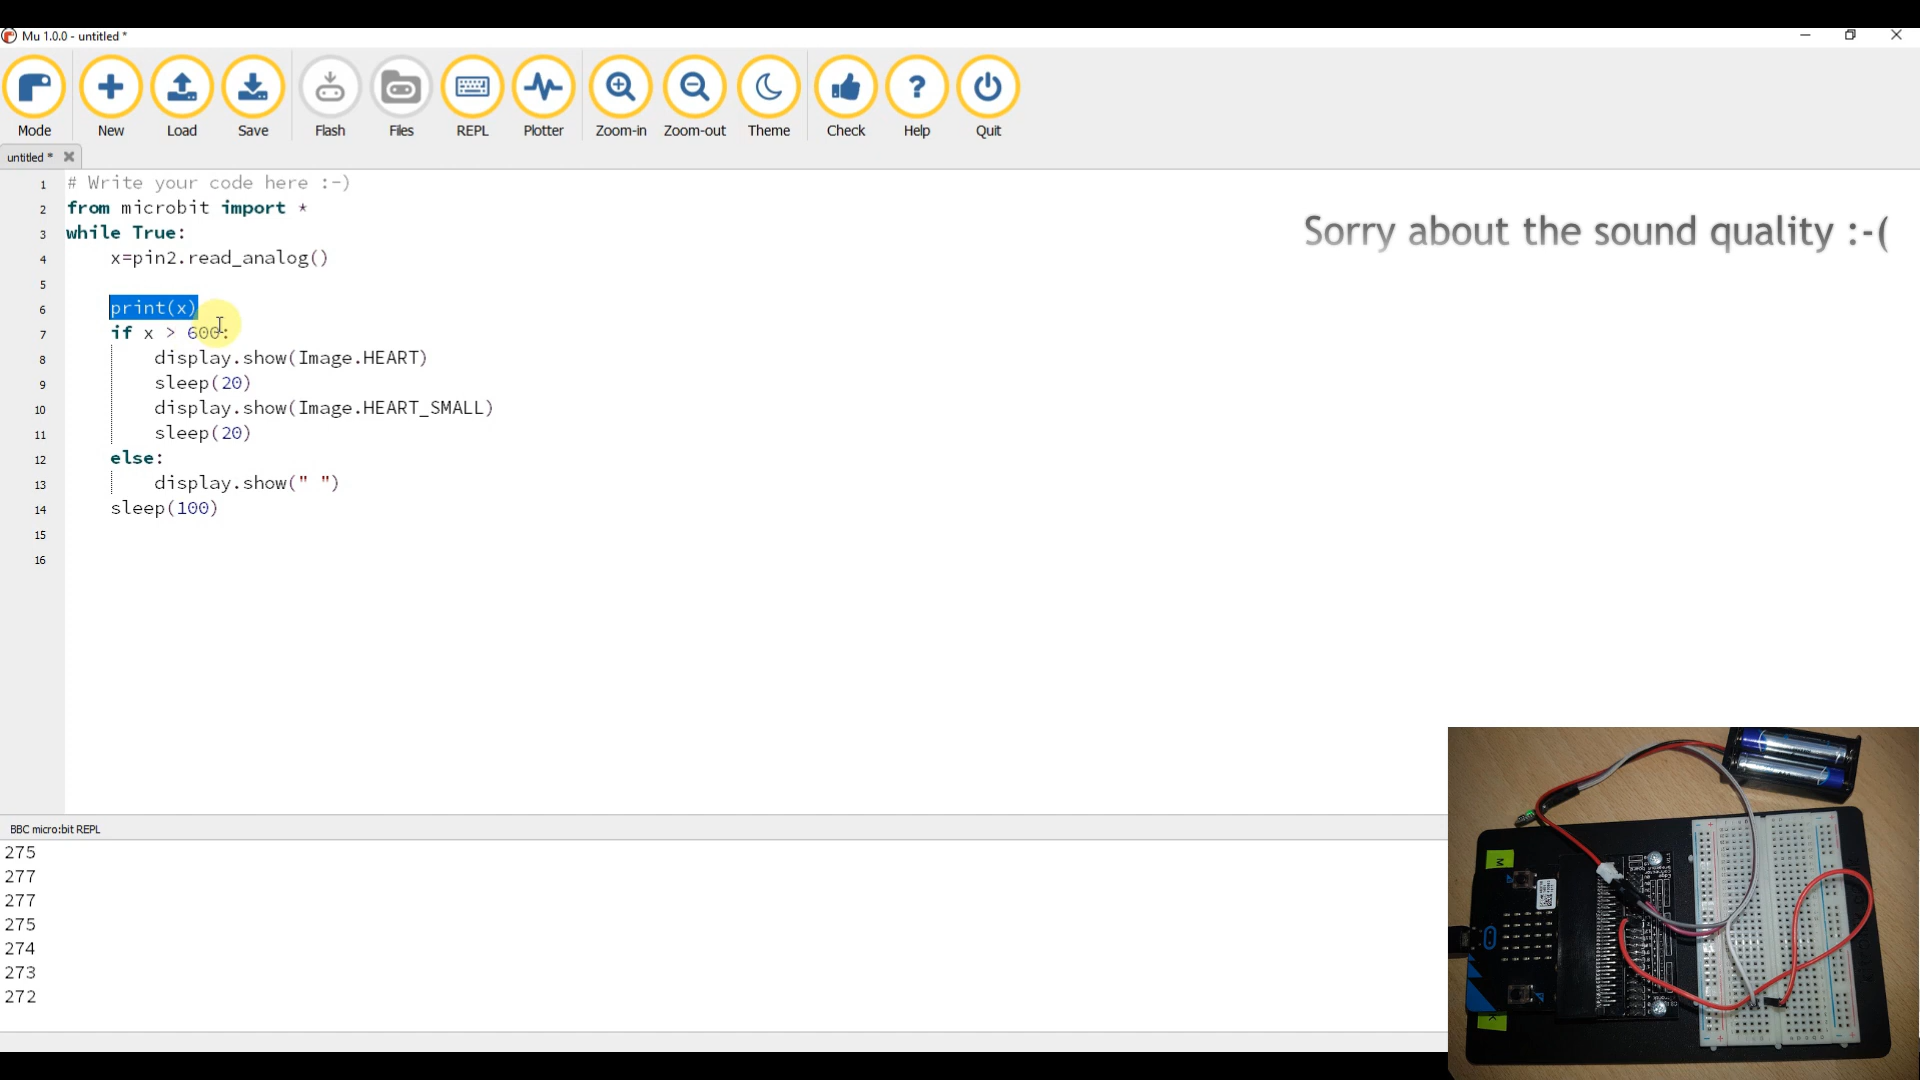 Mu 1.0.0 - untitled *
Mode New Load Save Flash Files REPL Plotter Zoom-in Zoom-out Theme Check Help Quit
untitled *
Sorry about the sound quality :-(
1 # Write your code here :-)
2 from microbit import *
3 while True:
4 x=pin2.read_analog()
5
6 print(x)
7 if x > 600:
8 display.show(Image.HEART)
9 sleep(20)
10 display.show(Image.HEART_SMALL)
11 sleep(20)
12 else:
13 display.show(" ")
14 sleep(100)
15
16
BBC micro:bit REPL
275
277
277
275
274
273
272